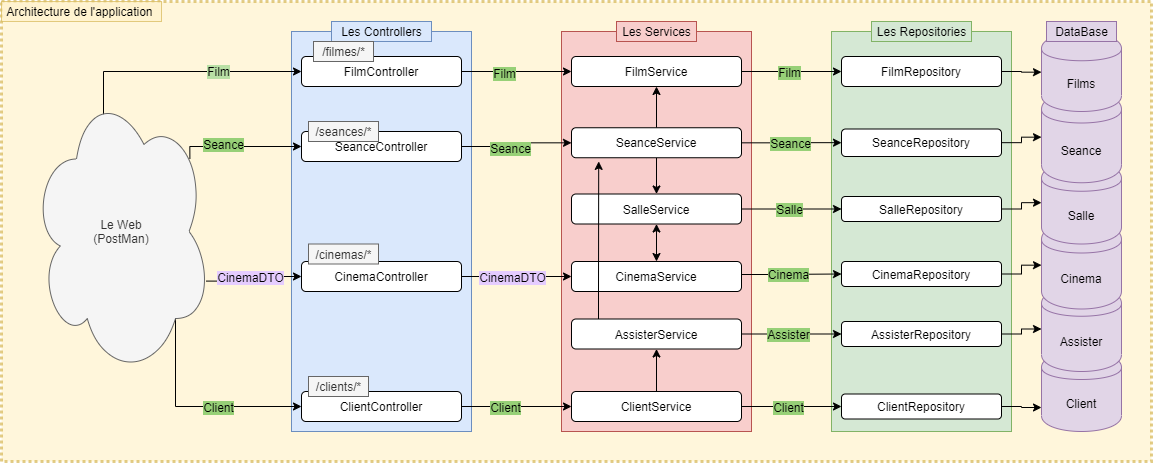 Architecture de l'application
Les Controllers
Les Services
Les Repositories
DataBase
/filmes/*
Film
FilmController
Film
FilmService
Film
FilmRepository
Films
/seances/*
Seance
SeanceController
Seance
SeanceService
Seance
SeanceRepository
Seance
Le Web
(PostMan)
SalleService
Salle
SalleRepository
Salle
/cinemas/*
CinemaDTO
CinemaController
CinemaDTO
CinemaService
Cinema
CinemaRepository
Cinema
AssisterService
Assister
AssisterRepository
Assister
/clients/*
Client
ClientController
Client
ClientService
Client
ClientRepository
Client